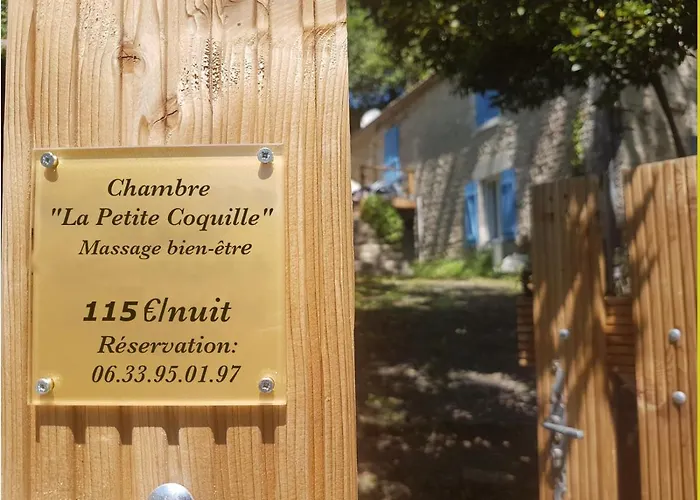 Chambre
"La Petite Coquille"
Massage bien-être
115€/nuit
Réservation:
06.33.95.01.97